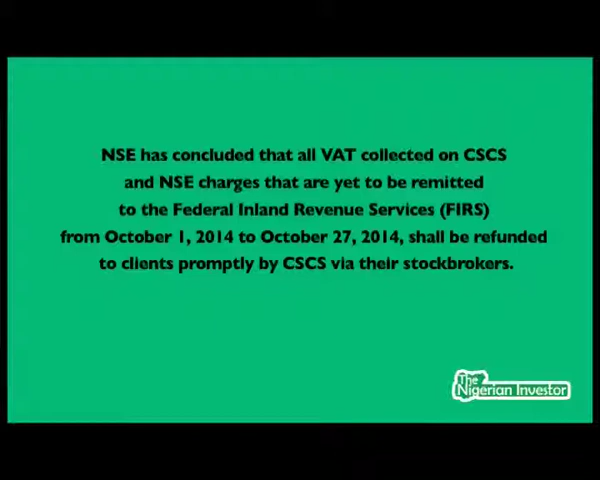 NSE has concluded that all VAT collected on CSCS
and NSE charges that are yet to be remitted
to the Federal Inland Revenue Services (FIRS)
from October 1, 2014 to October 27, 2014, shall be refunded
to clients promptly by CSCS via their stockbrokers.
The
Nigerian Investor